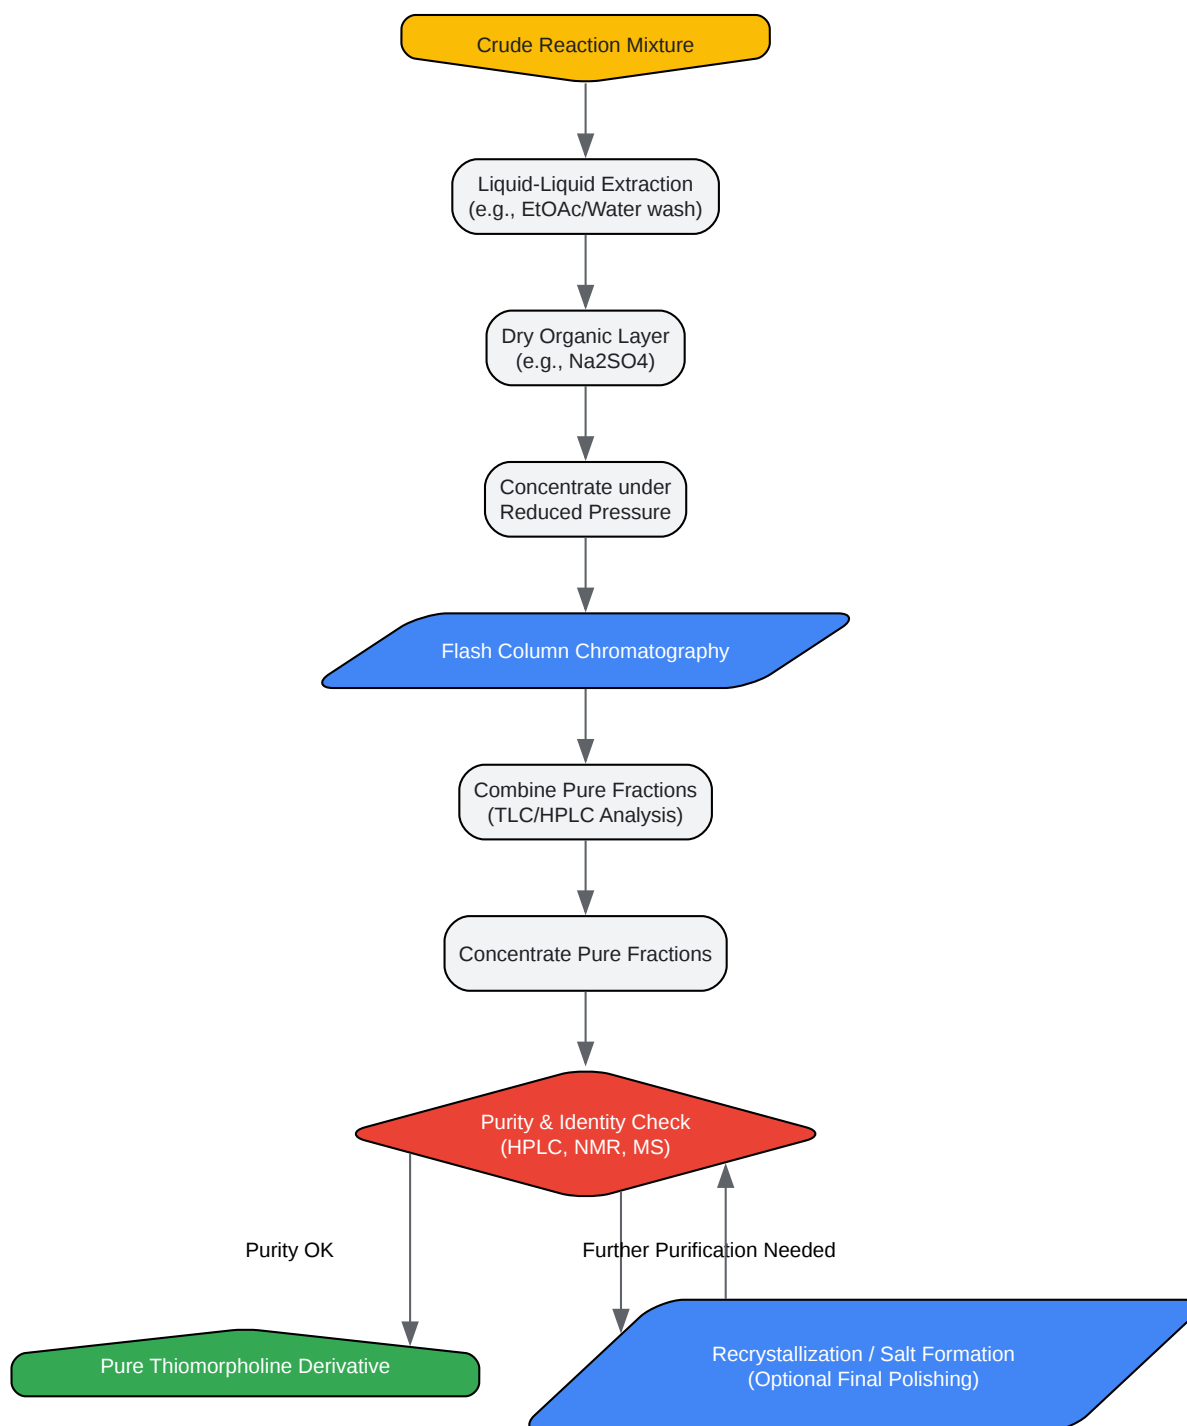 Crude Reaction Mixture
Liquid-Liquid Extraction
(e.g., EtOAc/Water wash)
Dry Organic Layer
(e.g., Na2SO4)
Concentrate under
Reduced Pressure
Flash Column Chromatography
Combine Pure Fractions
(TLC/HPLC Analysis)
Concentrate Pure Fractions
Purity & Identity Check
(HPLC, NMR, MS)
Purity OK
Further Purification Needed
Pure Thiomorpholine Derivative
Recrystallization / Salt Formation
(Optional Final Polishing)